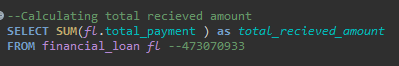 --Calculating total recieved amount
SELECT SUM(fl.total_payment ) as total_recieved_amount
FROM financial_loan fl --473070933